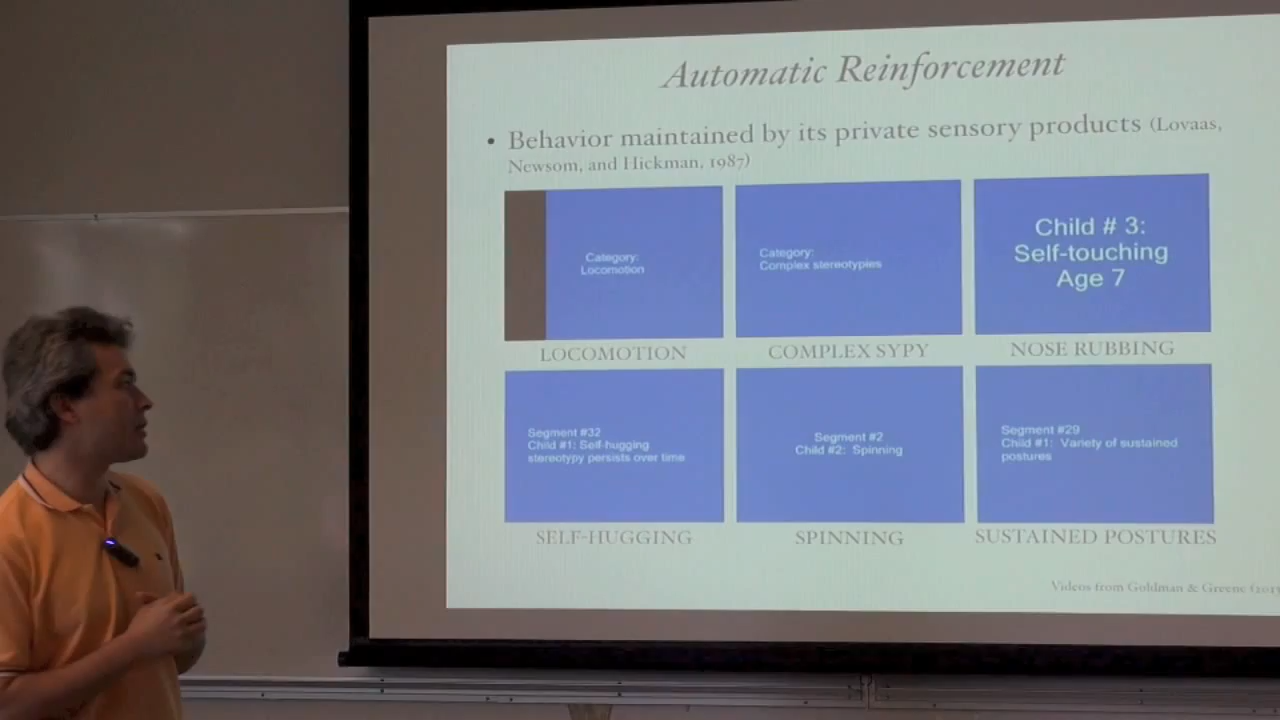 Automatic Reinforcement
• Behavior maintained by its private sensory products (Lovaas,
Newsom, and Hickman, 1987)
Category:
Locomotion
LOCOMOTION
Category:
Complex stereotypies
COMPLEX SYPY
Child # 3:
Self-touching
Age 7
NOSE RUBBING
Segment #32
Child #1: Self-hugging
stereotypy persists over time
SELF-HUGGING
Segment #2
Child #2: Spinning
SPINNING
Segment #29
Child #1: Variety of sustained
postures
SUSTAINED POSTURES
Videos from Goldman & Greene